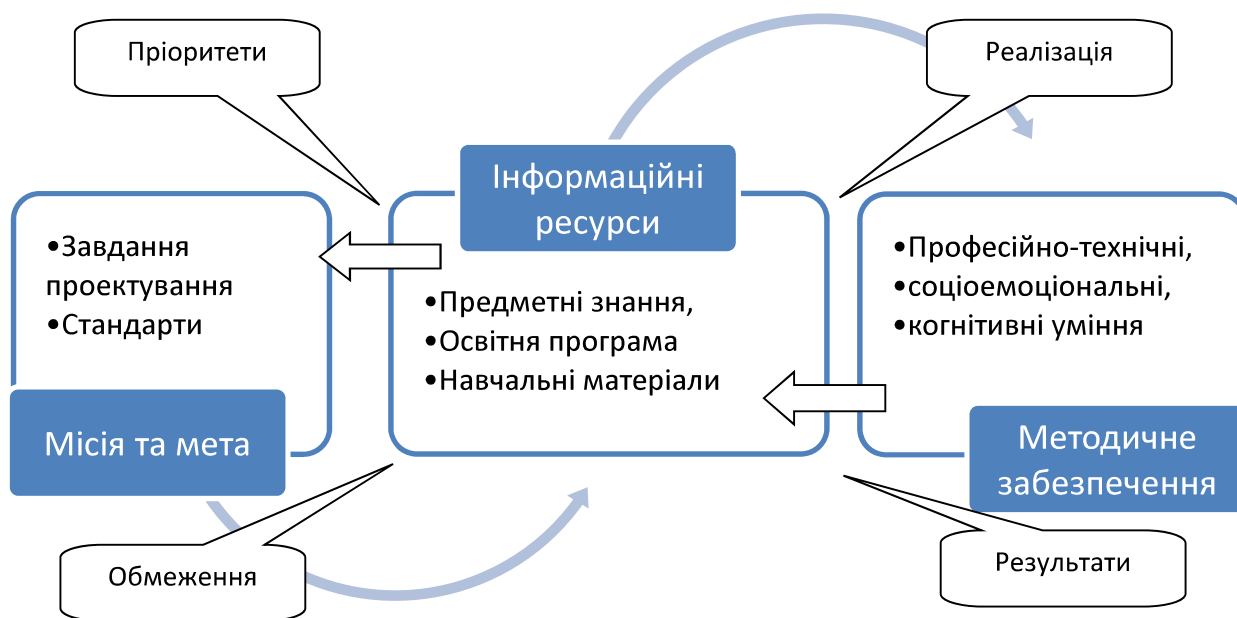 Пріоритети
Реалізація
Інформаційні
ресурси
•Завдання
проектування
•Стандарти
Місія та мета
•Предметні знання,
•Освітня програма
•Навчальні матеріали
•Професійно-технічні,
•соціоемоціональні,
•когнітивні уміння
Методичне
забезпечення
Обмеження
Результати